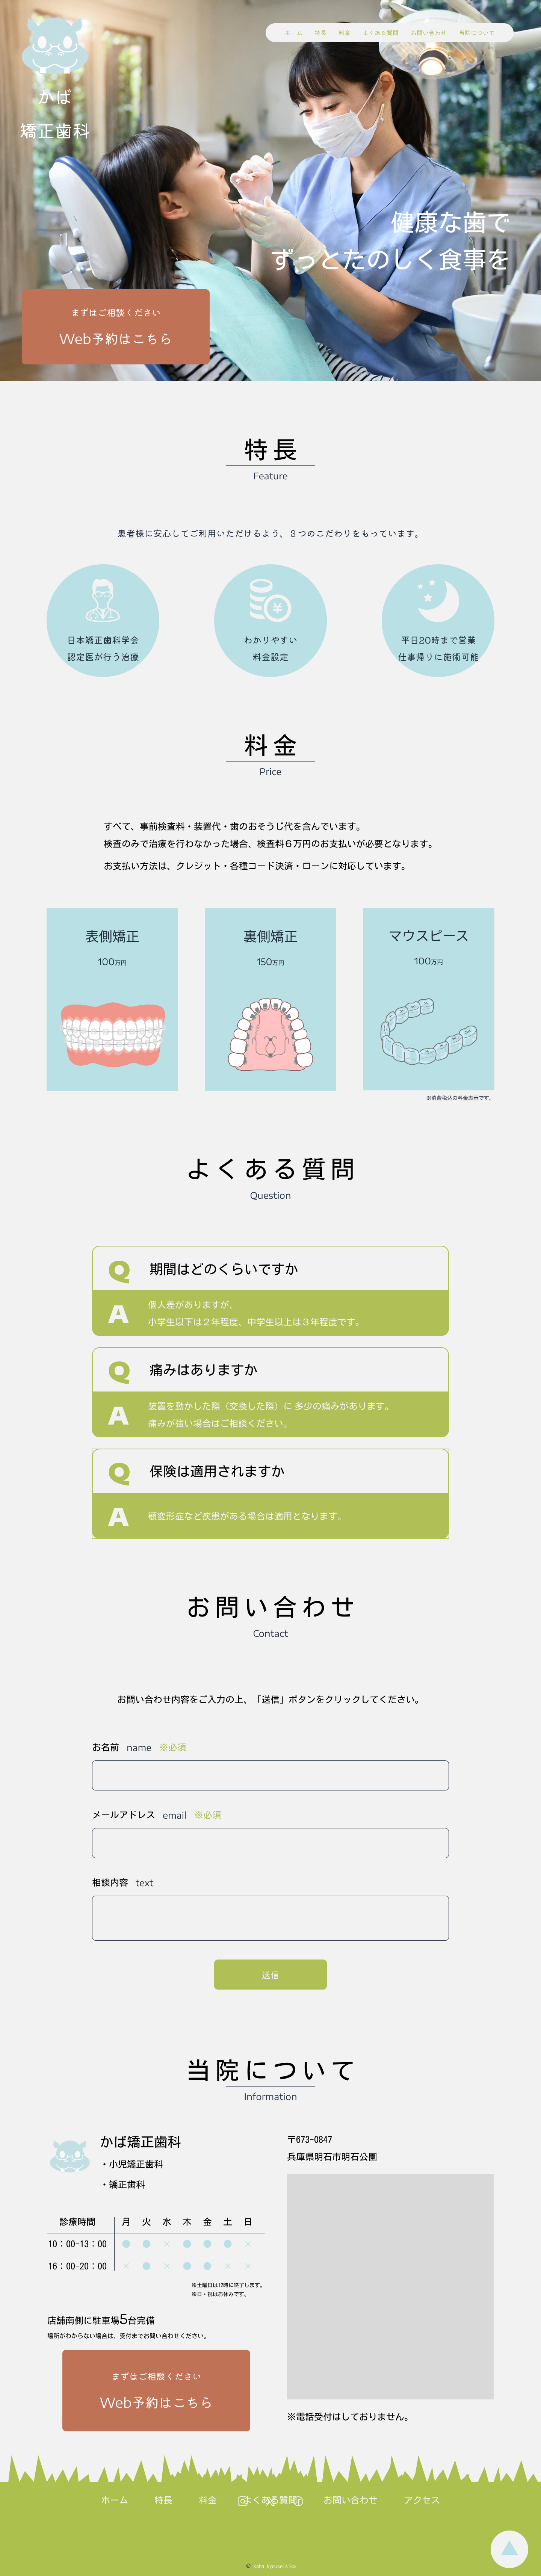 かば
矯正歯科
ホーム 特長 料金 よくある質問 お問い合わせ 当院について
健康な歯で
ずっとたのしく食事を
まずはご相談ください
Web予約はこちら
特長
Feature
患者様に安心してご利用いただけるよう、３つのこだわりをもっています。
日本矯正歯科学会
認定医が行う治療
わかりやすい
料金設定
平日20時まで営業
仕事帰りに施術可能
料金
Price
すべて、事前検査料・装置代・歯のおそうじ代を含んでいます。
検査のみで治療を行わなかった場合、検査料６万円のお支払いが必要となります。
お支払い方法は、クレジット・各種コード決済・ローンに対応しています。
表側矯正
100万円
裏側矯正
150万円
マウスピース
100万円
※消費税込の料金表示です。
よくある質問
Question
Q 期間はどのくらいですか
A 個人差がありますが、
小学生以下は２年程度、中学生以上は３年程度です。
Q 痛みはありますか
A 装置を動かした際（交換した際）に 多少の痛みがあります。
痛みが強い場合はご相談ください。
Q 保険は適用されますか
A 顎変形症など疾患がある場合は適用となります。
お問い合わせ
Contact
お問い合わせ内容をご入力の上、「送信」ボタンをクリックしてください。
お名前 name ※必須
メールアドレス email ※必須
相談内容 text
送信
当院について
Information
かば矯正歯科
・小児矯正歯科
・矯正歯科
診療時間 月 火 水 木 金 土 日
10：00-13：00 ● ● × ● ● ● ×
16：00-20：00 × ● × ● ● × ×
※土曜日は12時に終了します。
※日・祝はお休みです。
店舗南側に駐車場5台完備
場所がわからない場合は、受付までお問い合わせください。
まずはご相談ください
Web予約はこちら
〒673-0847
兵庫県明石市明石公園
※電話受付はしておりません。
ホーム 特長 料金 よくある質問 お問い合わせ アクセス